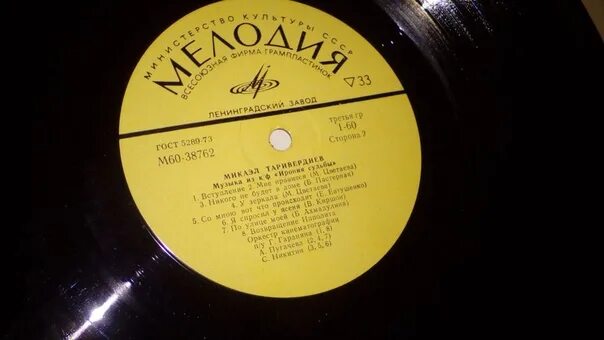 МИНИСТЕРСТВО КУЛЬТУРЫ СССР
МЕЛОДИЯ
ВСЕСОЮЗНАЯ ФИРМА ГРАМПЛАСТИНОК
33
ЛЕНИНГРАДСКИЙ ЗАВОД
ГОСТ 5289-73
третья гр
М60-38762
1-60
Сторона 2
МИКАЭЛ ТАРИВЕРДИЕВ
Музыка из к/ф «Ирония судьбы»
1. Вступление 2. Мне нравится (М. Цветаева)
3. Никого не будет в доме (Б. Пастернак)
4. У зеркала (М. Цветаева)
5. Со мною вот что происходит (Е. Евтушенко)
6. Я спросил у ясеня (В. Киршон)
7. По улице моей (Б. Ахмадулина)
8. Возвращение Ипполита
Оркестр кинематографии
п/у Г. Гараняна (1, 8)
А. Пугачева (2, 4, 7)
С. Никитин (3, 5, 6)